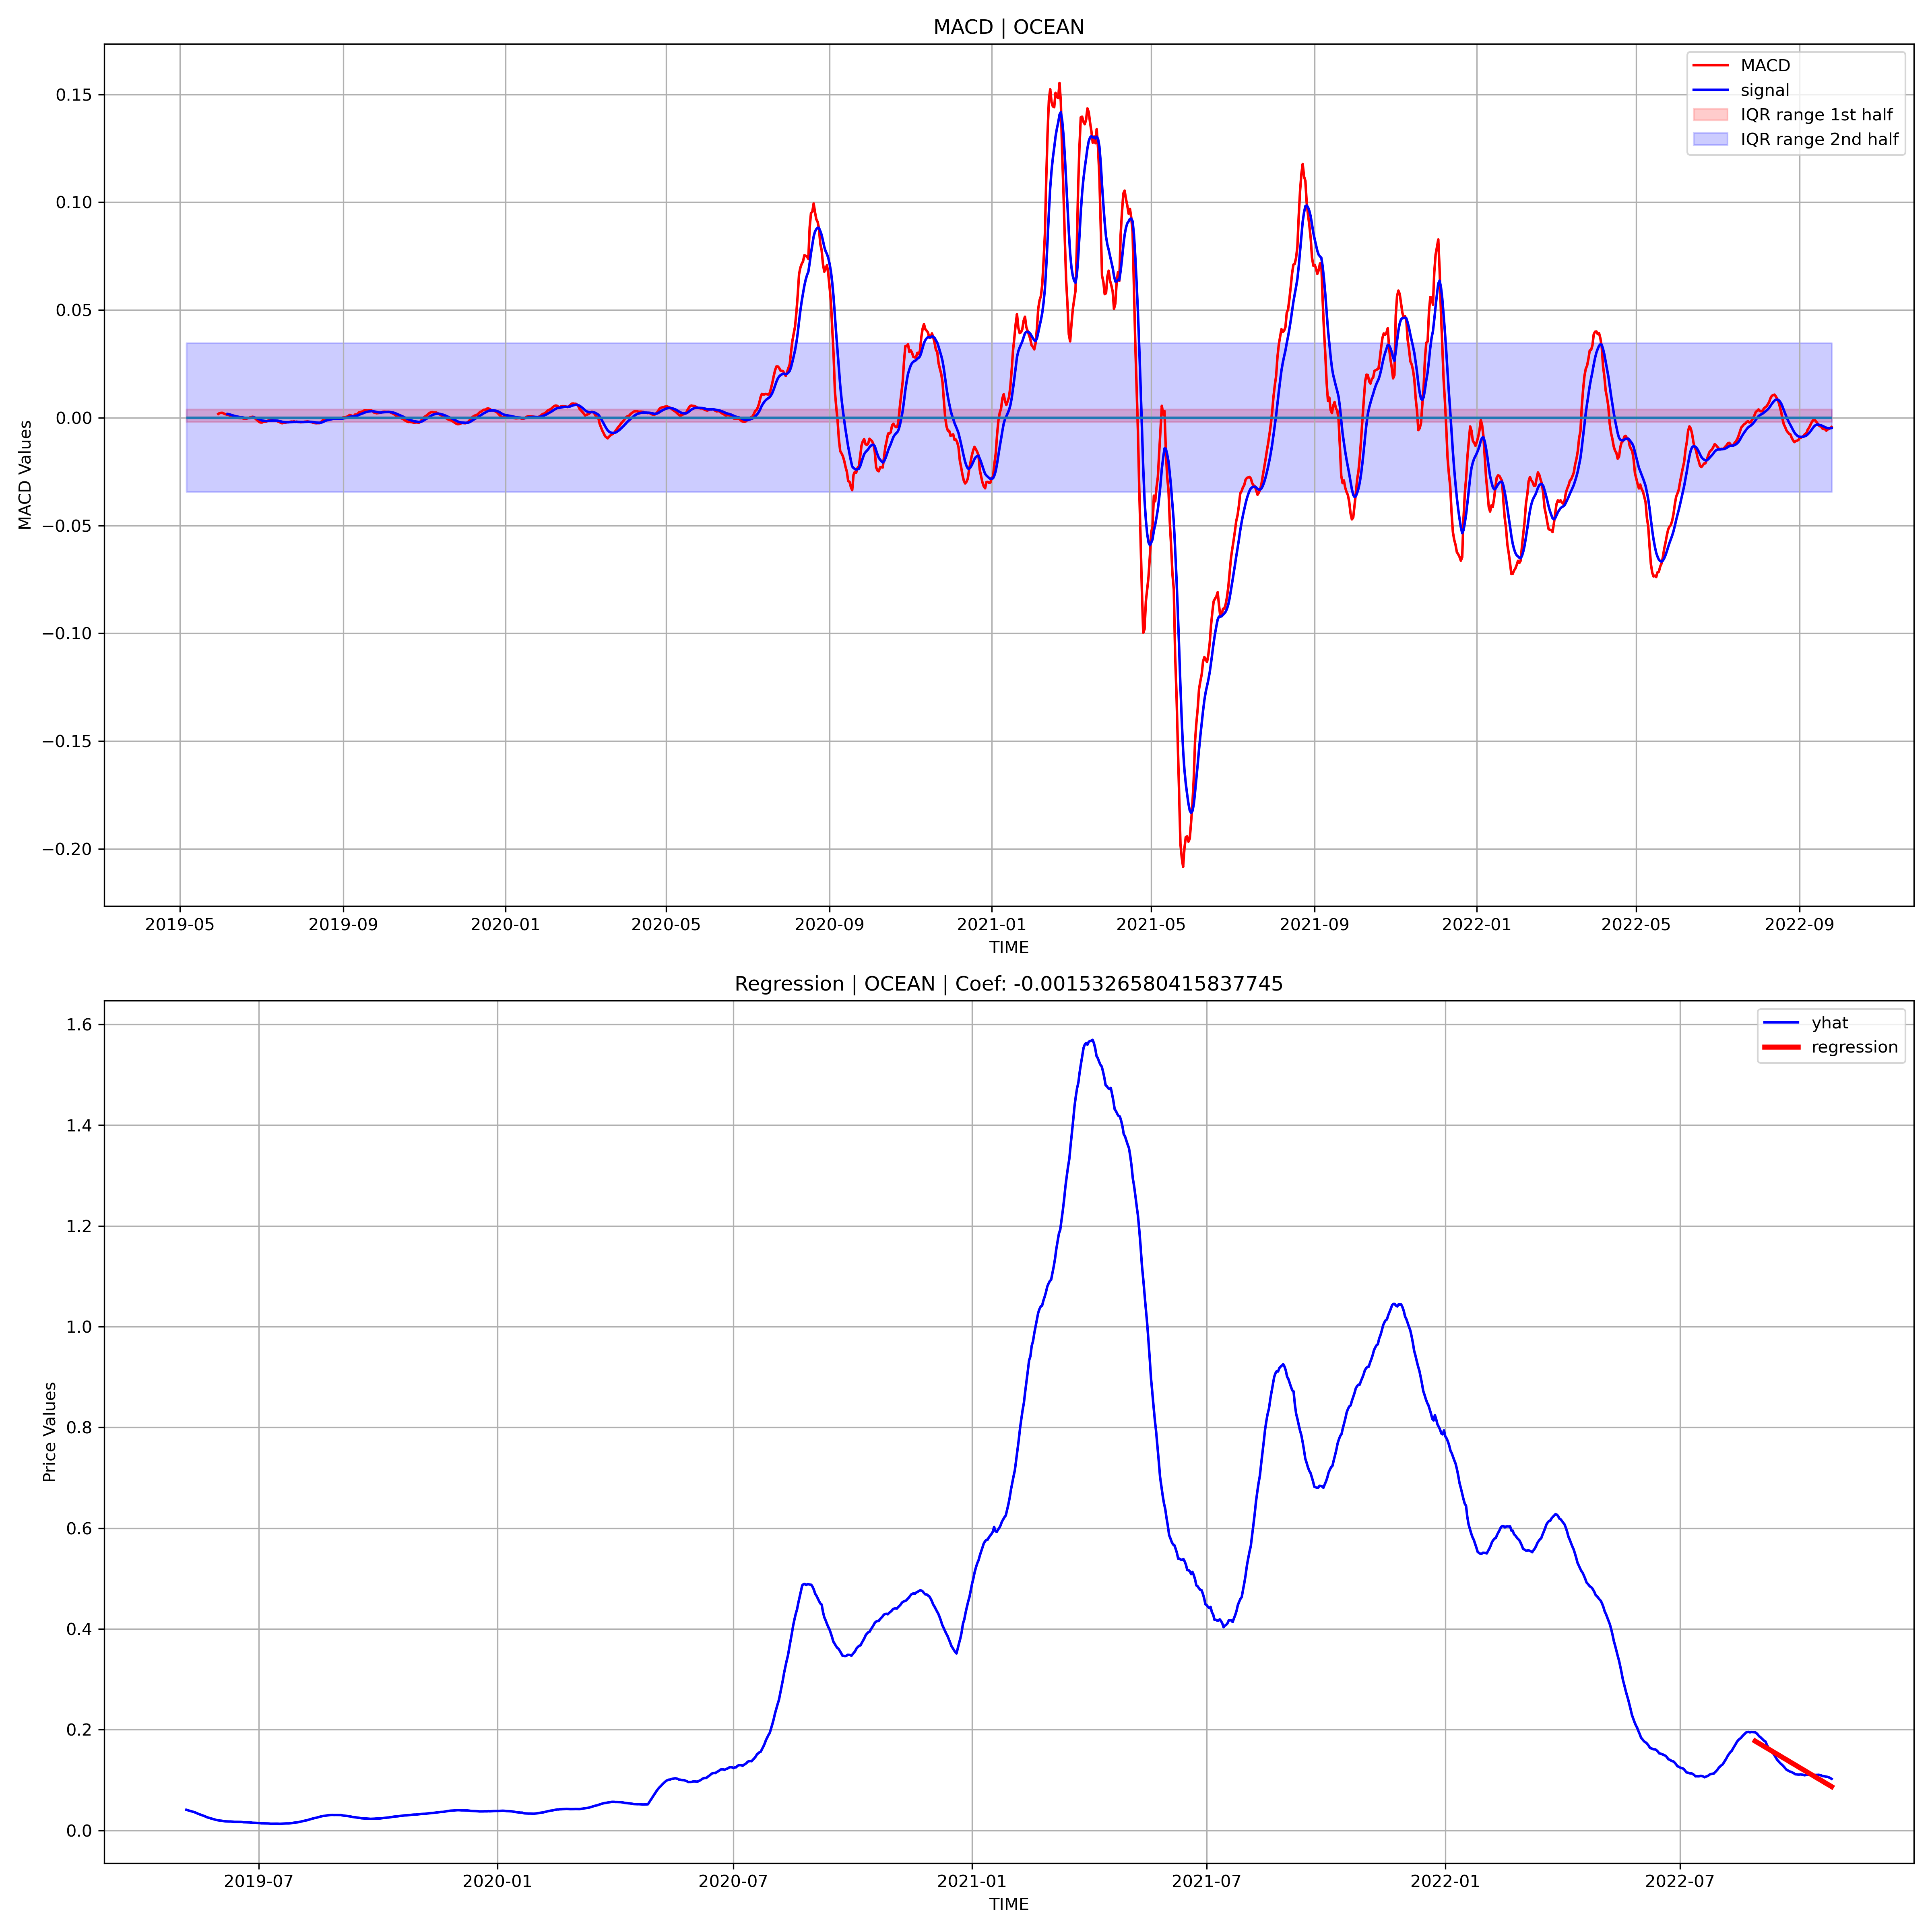 MACD | OCEAN
MACD
signal
IQR range 1st half
IQR range 2nd half
MACD Values
0.15
0.10
0.05
0.00
−0.05
−0.10
−0.15
−0.20
2019-05 2019-09 2020-01 2020-05 2020-09 2021-01 2021-05 2021-09 2022-01 2022-05 2022-09
TIME
Regression | OCEAN | Coef: -0.0015326580415837745
yhat
regression
Price Values
1.6
1.4
1.2
1.0
0.8
0.6
0.4
0.2
0.0
2019-07 2020-01 2020-07 2021-01 2021-07 2022-01 2022-07
TIME